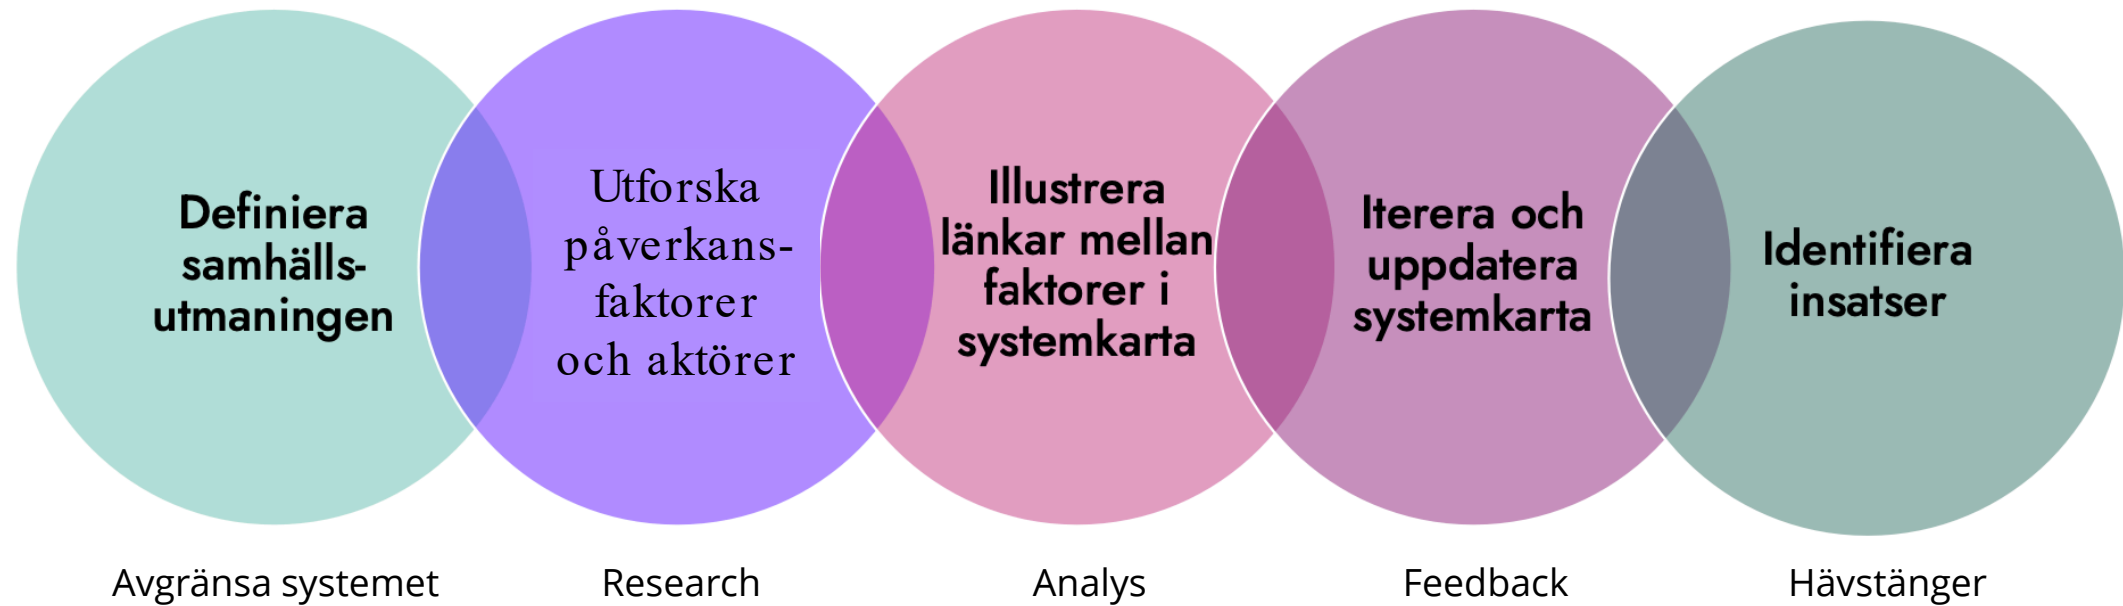 Definiera
samhälls-
utmaningen
Utforska
påverkans-
faktorer
och aktörer
Illustrera
länkar mellan
faktorer i
systemkarta
Iterera och
uppdatera
systemkarta
Identifiera
insatser
Avgränsa systemet
Research
Analys
Feedback
Hävstänger